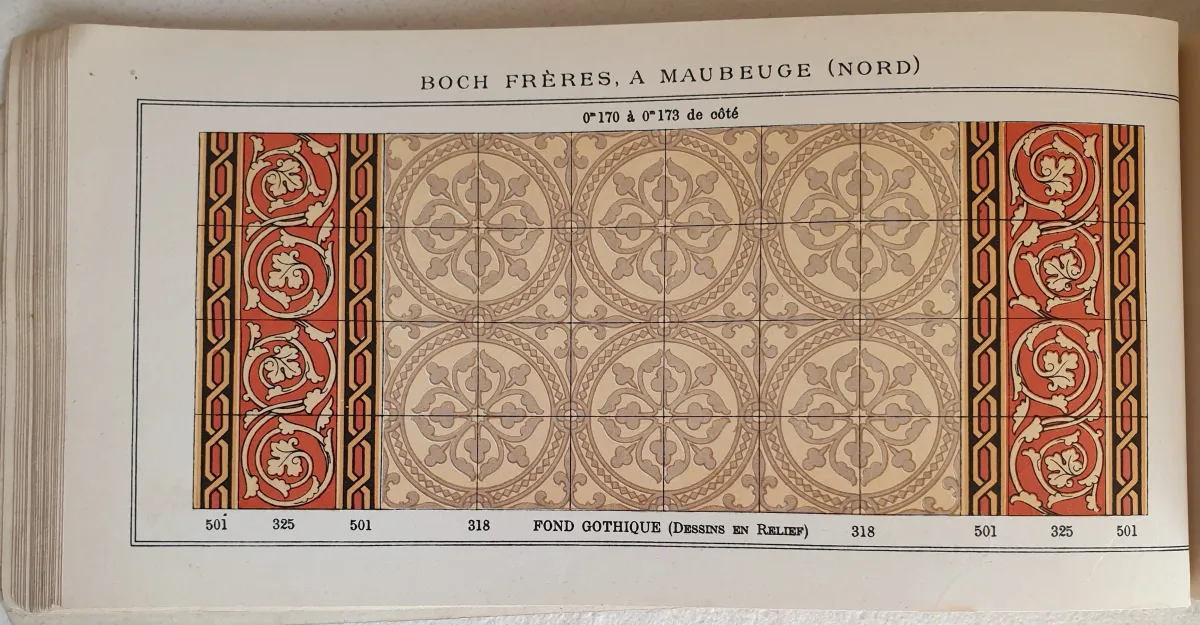 BOCH FRÈRES, A MAUBEUGE (NORD)
0ᵐ170 à 0ᵐ173 de côté
501 325 501 318 FOND GOTHIQUE (DESSINS EN RELIEF) 318 501 325 501